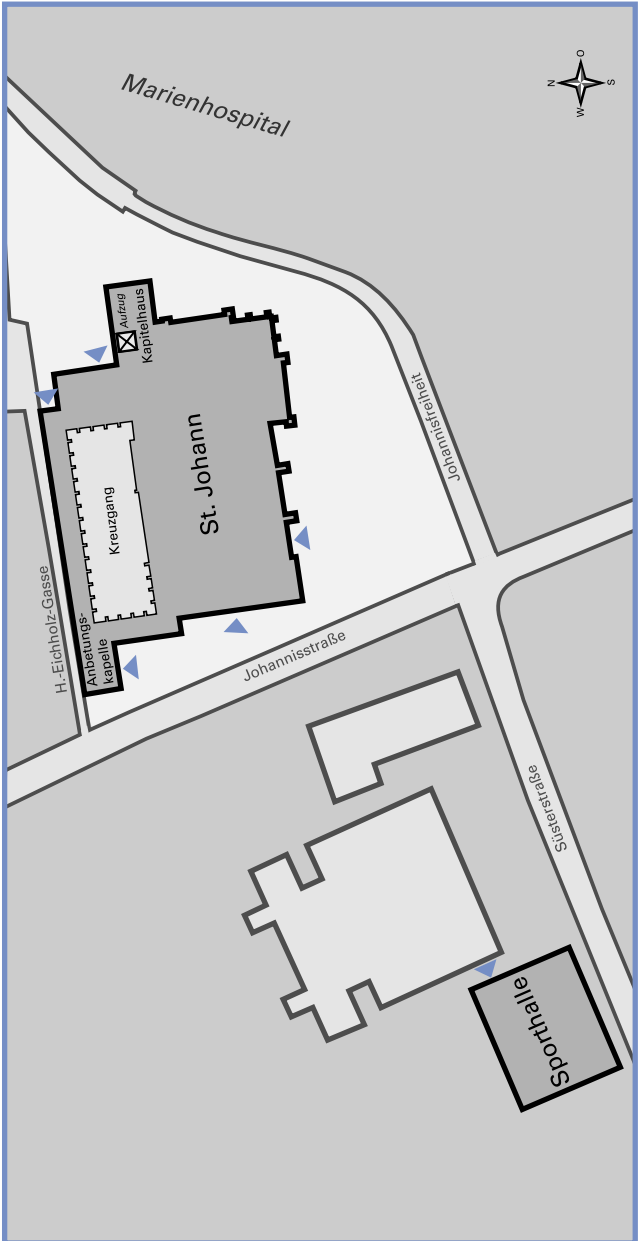 Marienhospital
O
N
S
W
Aufzug
Kapitelhaus
Johannisfreiheit
St. Johann
Kreuzgang
H.-Eichholz-Gasse
Anbetungs-
kapelle
Johannisstraße
Süsterstraße
Sporthalle